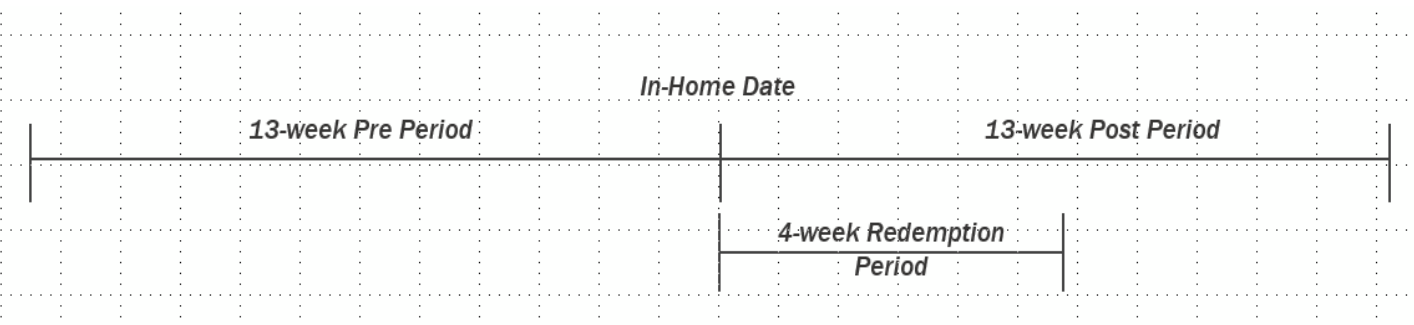 In-Home Date
13-week Pre Period
13-week Post Period
4-week Redemption
Period